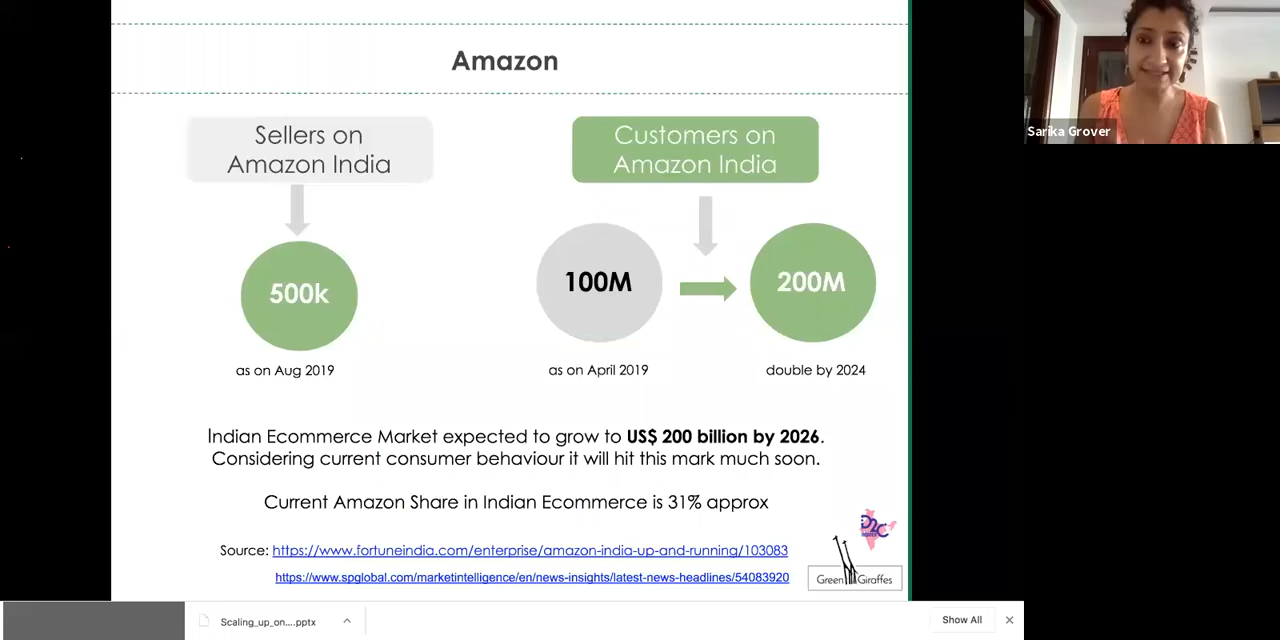 Amazon
Sellers on
Amazon India
Customers on
Amazon India
500k
100M
200M
as on Aug 2019
as on April 2019
double by 2024
Indian Ecommerce Market expected to grow to US$ 200 billion by 2026.
Considering current consumer behaviour it will hit this mark much soon.
Current Amazon Share in Indian Ecommerce is 31% approx
Source: https://www.fortuneindia.com/enterprise/amazon-india-up-and-running/103083
https://www.spglobal.com/marketintelligence/en/news-insights/latest-news-headlines/54083920
D2C
Green Giraffes
Sarika Grover
Scaling_up_on....pptx
Show All